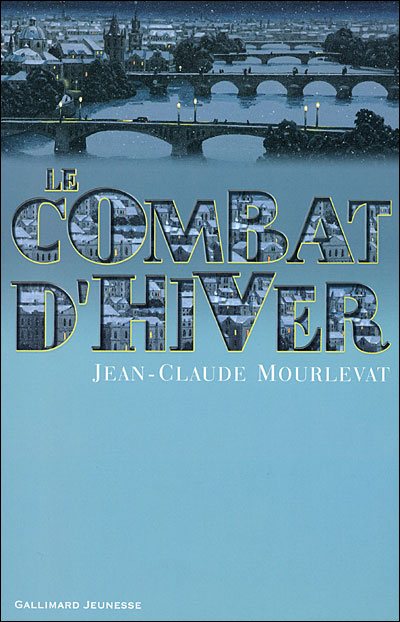 LE
COMBAT
D'HIVER
JEAN-CLAUDE MOURLEVAT
GALLIMARD JEUNESSE